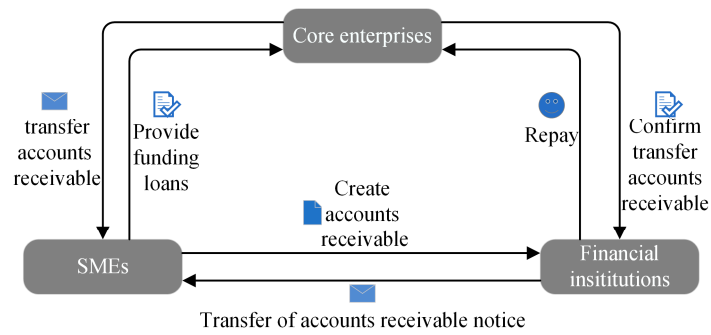 Core enterprises
transfer
accounts
receivable
Provide
funding
loans
Repay
Confirm
transfer
accounts
receivable
Create
accounts
receivable
SMEs
Financial
insititutions
Transfer of accounts receivable notice